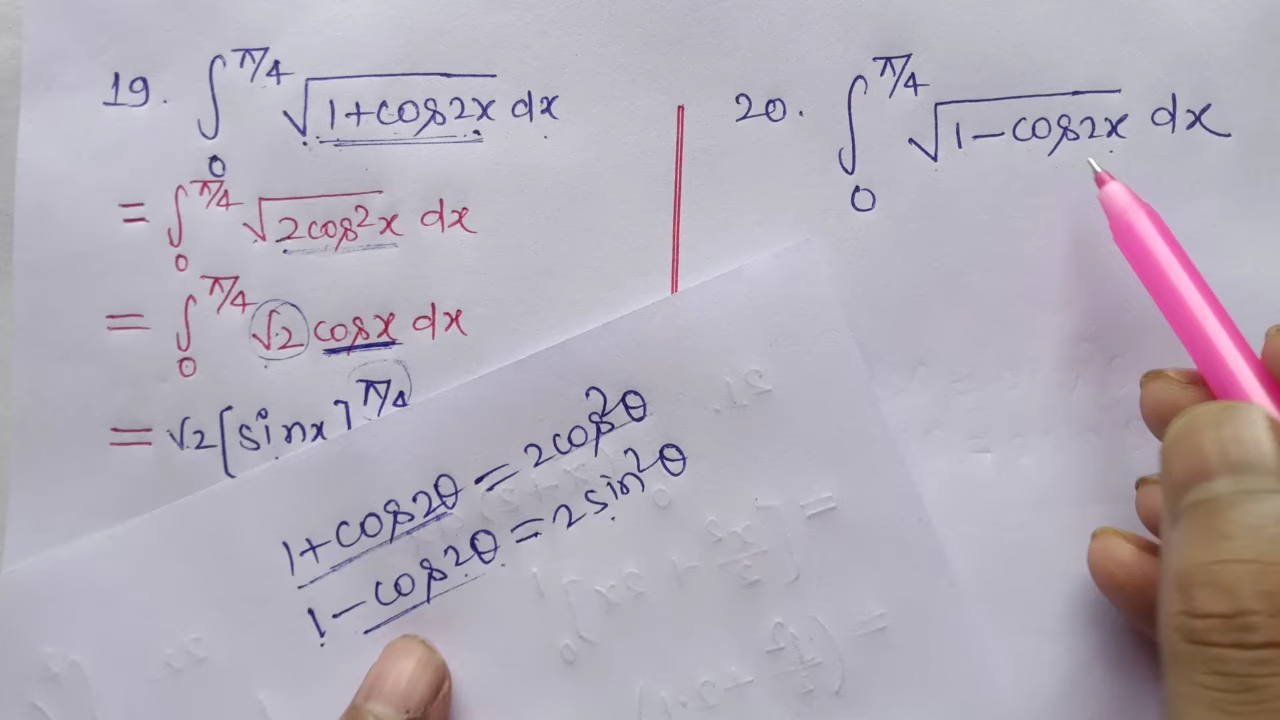 19. ∫₀^π/4 √1+cos2x dx
= ∫₀^π/4 √2cos²x dx
= ∫₀^π/4 √2 cosx dx
= √2 [sinx]^π/4
20. ∫₀^π/4 √1-cos2x dx
1+cos2θ = 2cos²θ
1-cos2θ = 2sin²θ